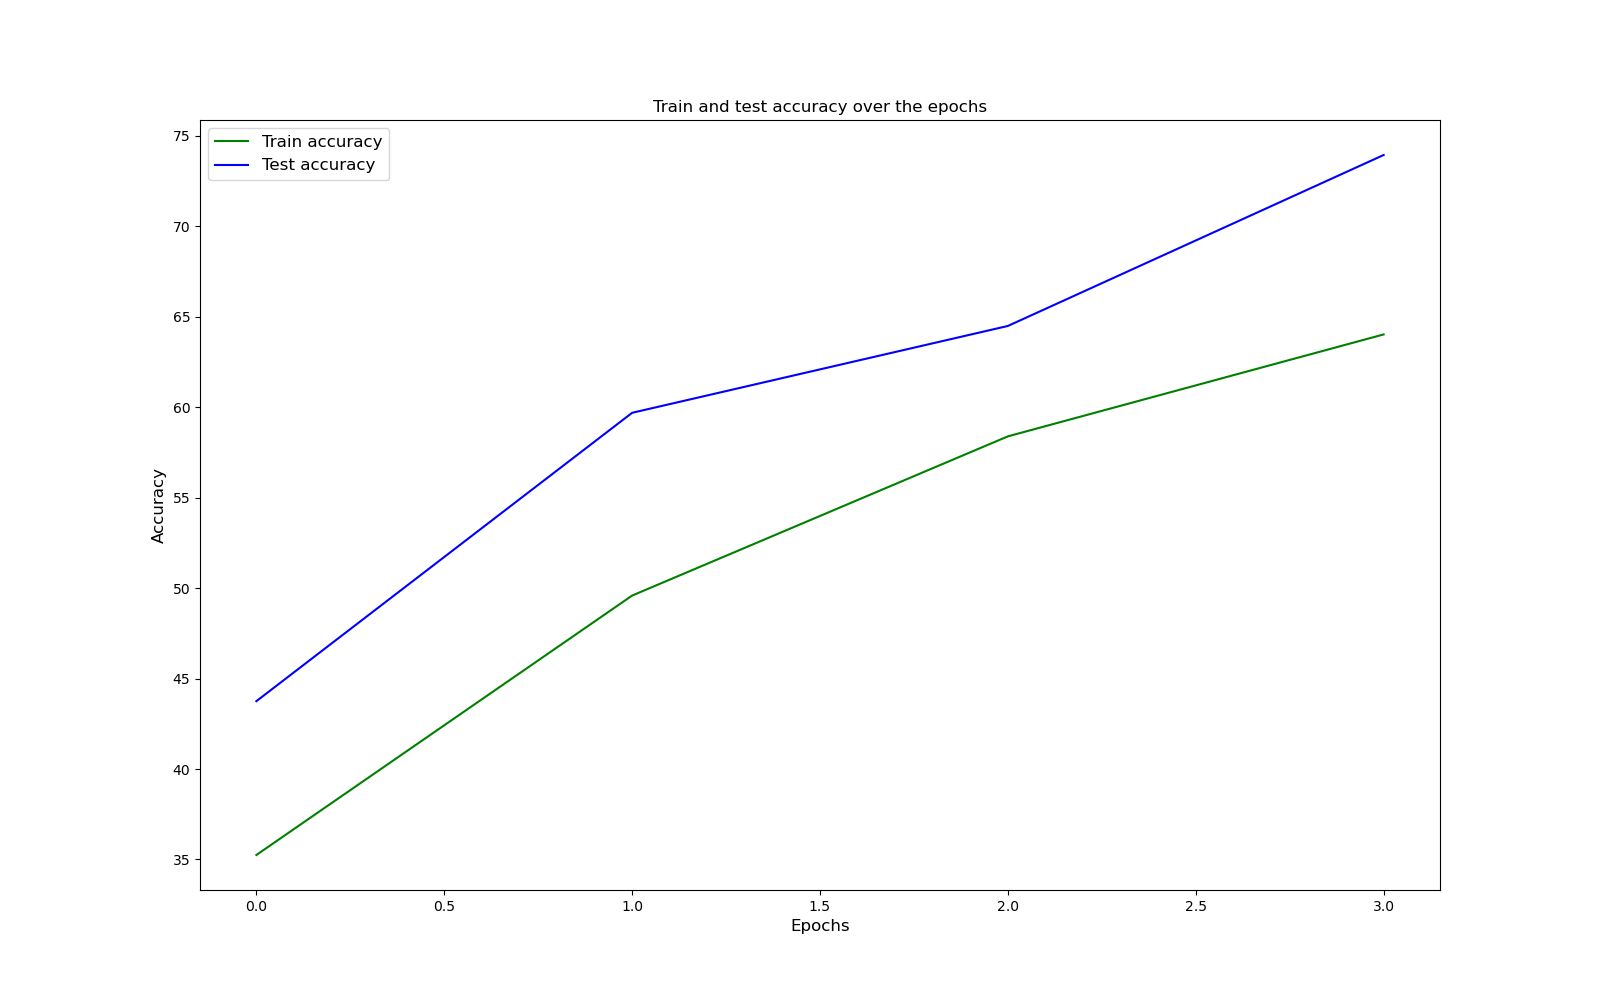 Train and test accuracy over the epochs
Train accuracy
Test accuracy
75
70
65
60
55
50
45
40
35
Accuracy
0.0 0.5 1.0 1.5 2.0 2.5 3.0
Epochs